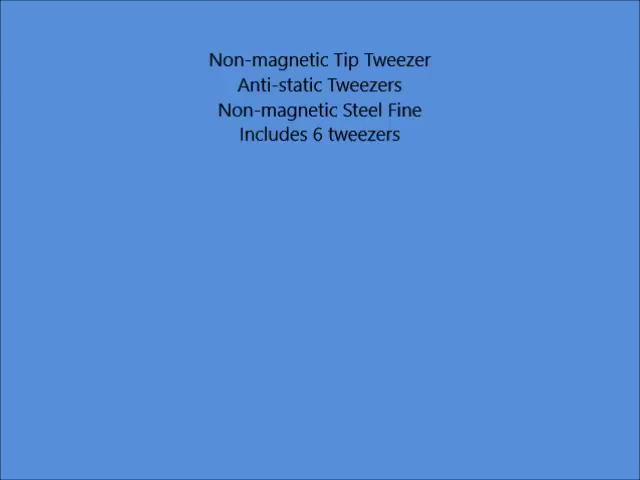 Non-magnetic Tip Tweezer
Anti-static Tweezers
Non-magnetic Steel Fine
Includes 6 tweezers